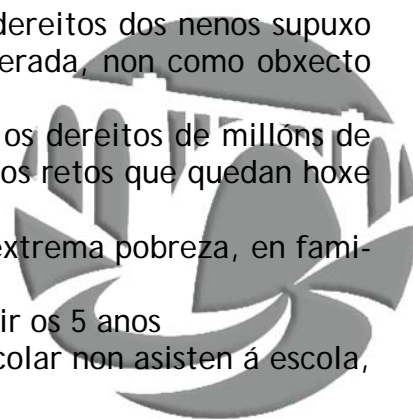 dereitos dos nenos supuxo
erada, non como obxecto
os dereitos de millóns de
os retos que quedan hoxe
extrema pobreza, en fami-
ir os 5 anos
colar non asisten á escola,